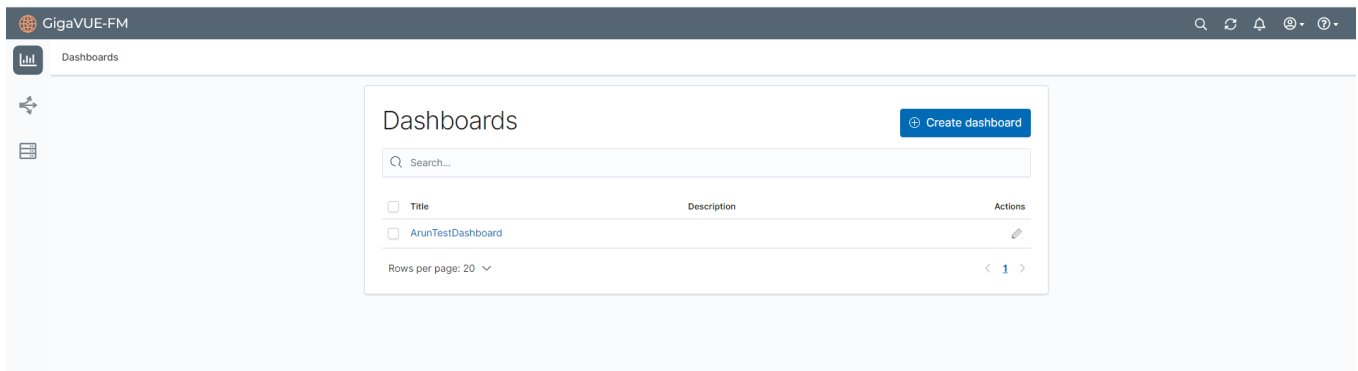 GigaVUE-FM
Dashboards
Dashboards
Create dashboard
Search...
Title Description Actions
ArunTestDashboard
Rows per page: 20 1